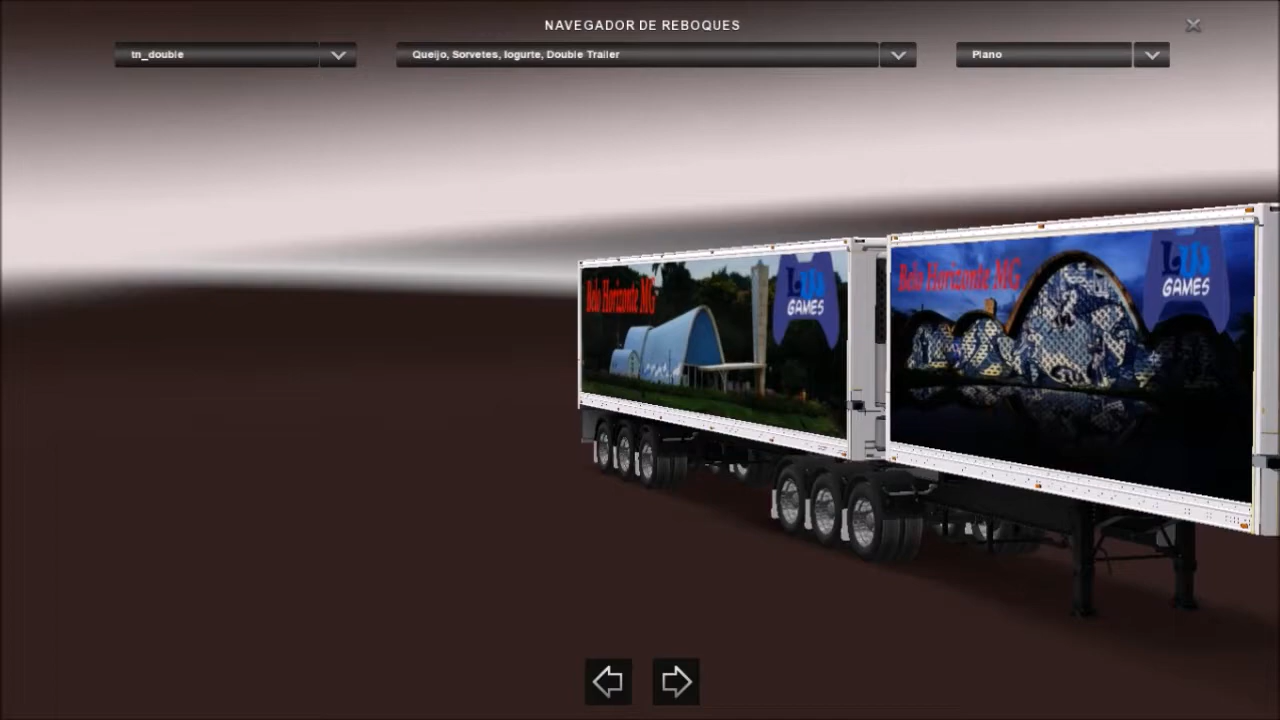 NAVEGADOR DE REBOQUES
tn_double
Queijo, Sorvetes, Iogurte, Double Trailer
Plano
Belo Horizonte MG
GAMES
Belo Horizonte MG
GAMES